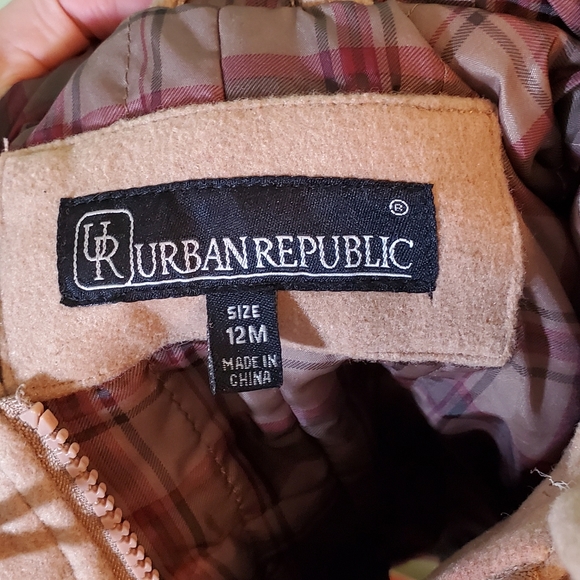 ®
UR URBAN REPUBLIC
SIZE
12M
MADE IN
CHINA